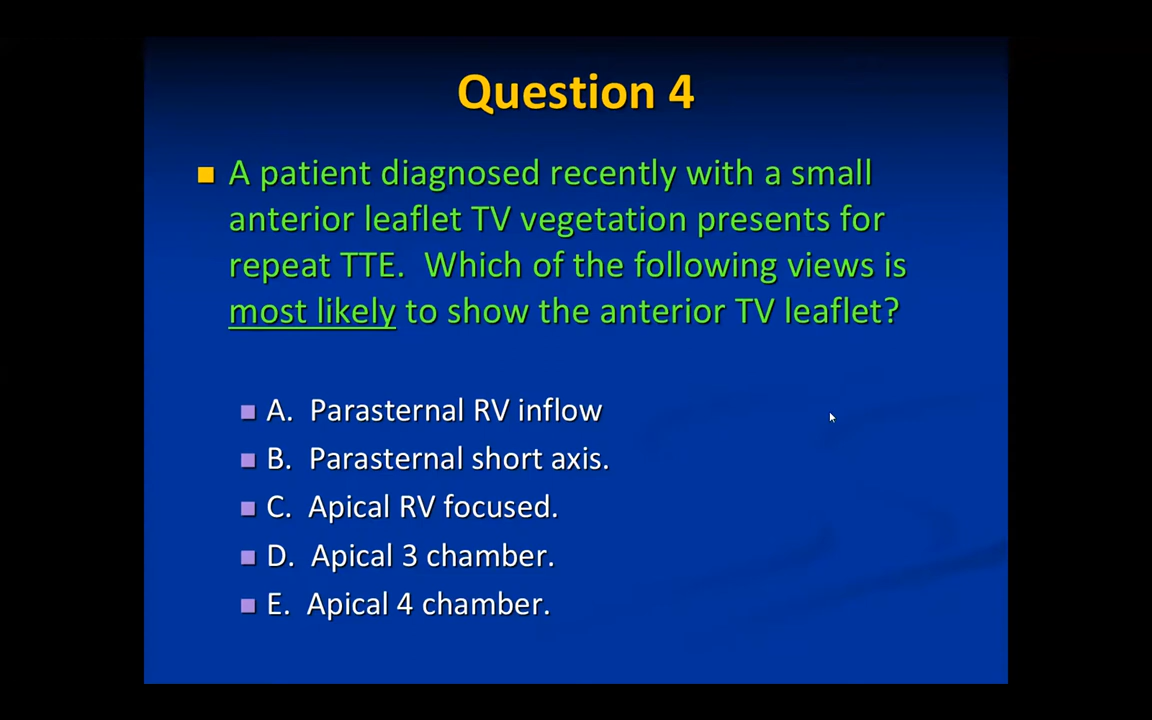 Question 4
A patient diagnosed recently with a small
anterior leaflet TV vegetation presents for
repeat TTE.  Which of the following views is
most likely to show the anterior TV leaflet?
A.  Parasternal RV inflow
B.  Parasternal short axis.
C.  Apical RV focused.
D.  Apical 3 chamber.
E.  Apical 4 chamber.